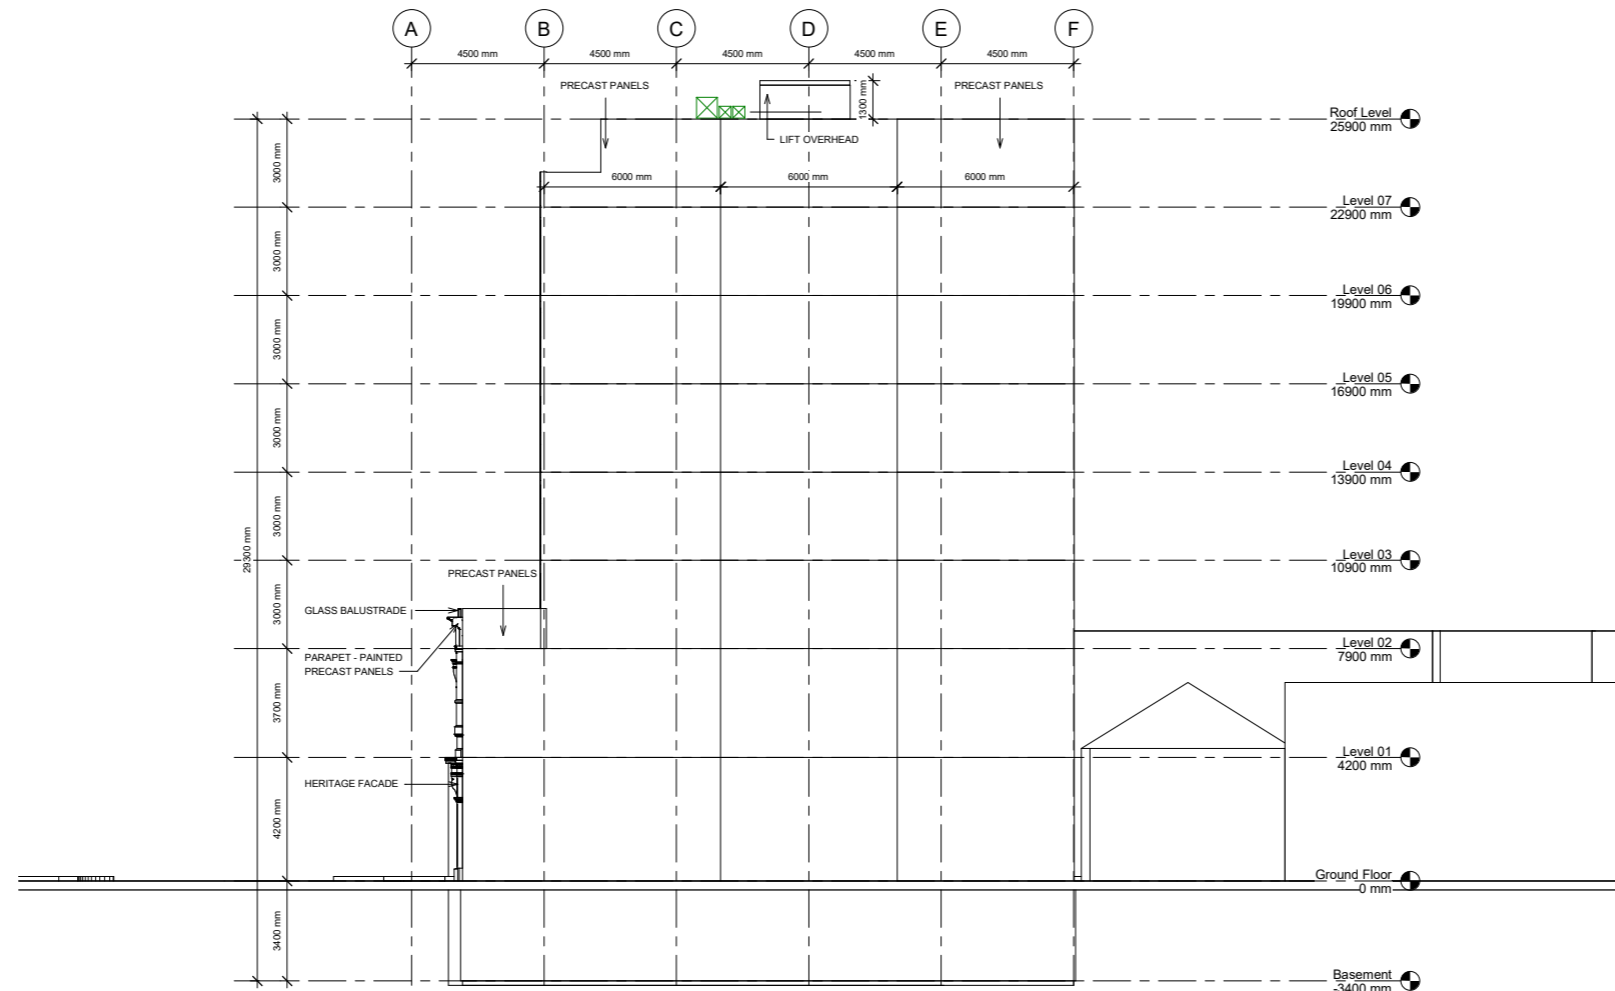 A B C D E F
4500 mm 4500 mm 4500 mm 4500 mm 4500 mm
PRECAST PANELS
PRECAST PANELS
1300 mm
LIFT OVERHEAD
Roof Level
25900 mm
3000 mm
6000 mm 6000 mm 6000 mm
Level 07
22900 mm
3000 mm
Level 06
19900 mm
3000 mm
Level 05
16900 mm
3000 mm
Level 04
13900 mm
3000 mm
29300 mm
Level 03
10900 mm
PRECAST PANELS
3000 mm
GLASS BALUSTRADE
Level 02
7900 mm
PARAPET - PAINTED
PRECAST PANELS
3700 mm
Level 01
4200 mm
HERITAGE FACADE
4200 mm
Ground Floor
0 mm
3400 mm
Basement
-3400 mm